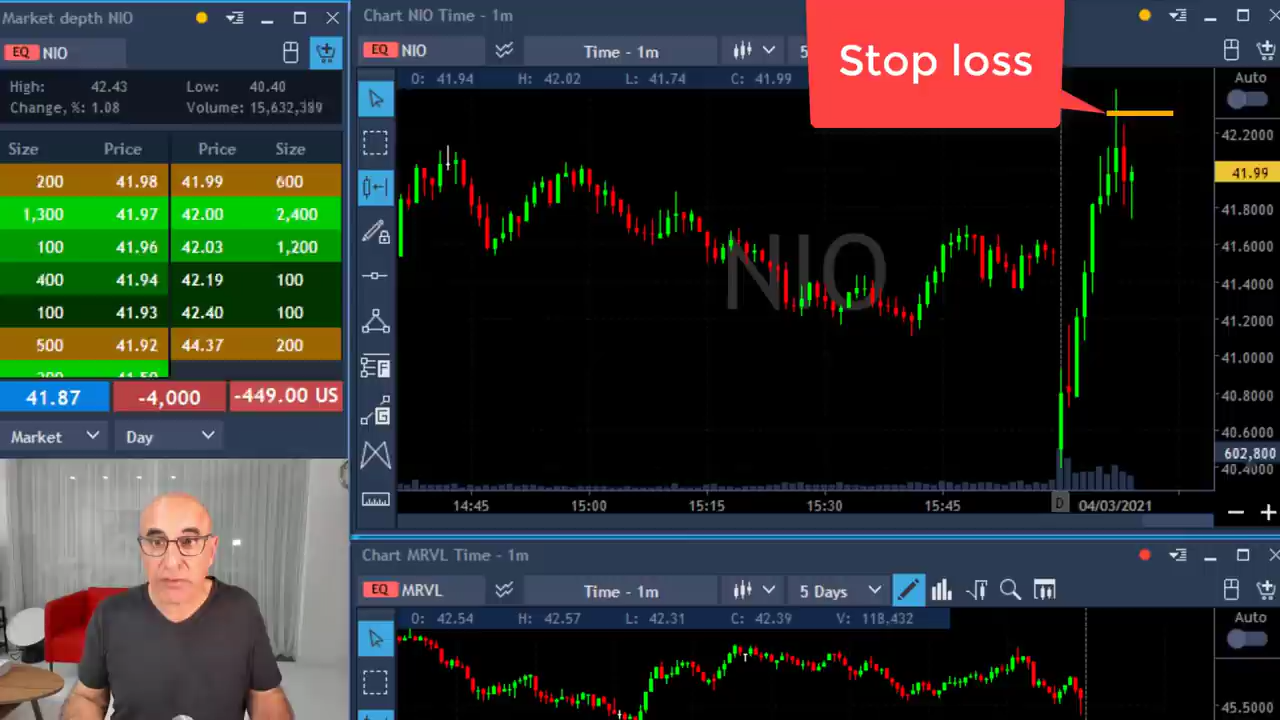 Market depth NIO
EQ NIO
High: 42.43 Low: 40.40
Change, %: 1.08 Volume: 15,632,389
Size Price Price Size
200 41.98 41.99 600
1,300 41.97 42.00 2,400
100 41.96 42.03 1,200
400 41.94 42.19 100
100 41.93 42.40 100
500 41.92 44.37 200
41.87 -4,000 -449.00 US
Market Day
Chart NIO Time - 1m
EQ NIO Time - 1m 5
O: 41.94 H: 42.02 L: 41.74 C: 41.99
Stop loss
Auto
NIO
42.2000
41.99
41.8000
41.6000
41.4000
41.2000
41.0000
40.8000
40.6000
602,800
40.4000
14:45 15:00 15:15 15:30 15:45 D 04/03/2021
Chart MRVL Time - 1m
EQ MRVL Time - 1m 5 Days
O: 42.54 H: 42.57 L: 42.31 C: 42.39 V: 118,432
Auto
45.5000
F
G